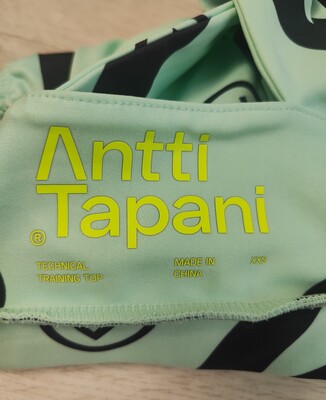 Antti
Tapani
®
TECHNICAL MADE IN
TRAINING TOP CHINA